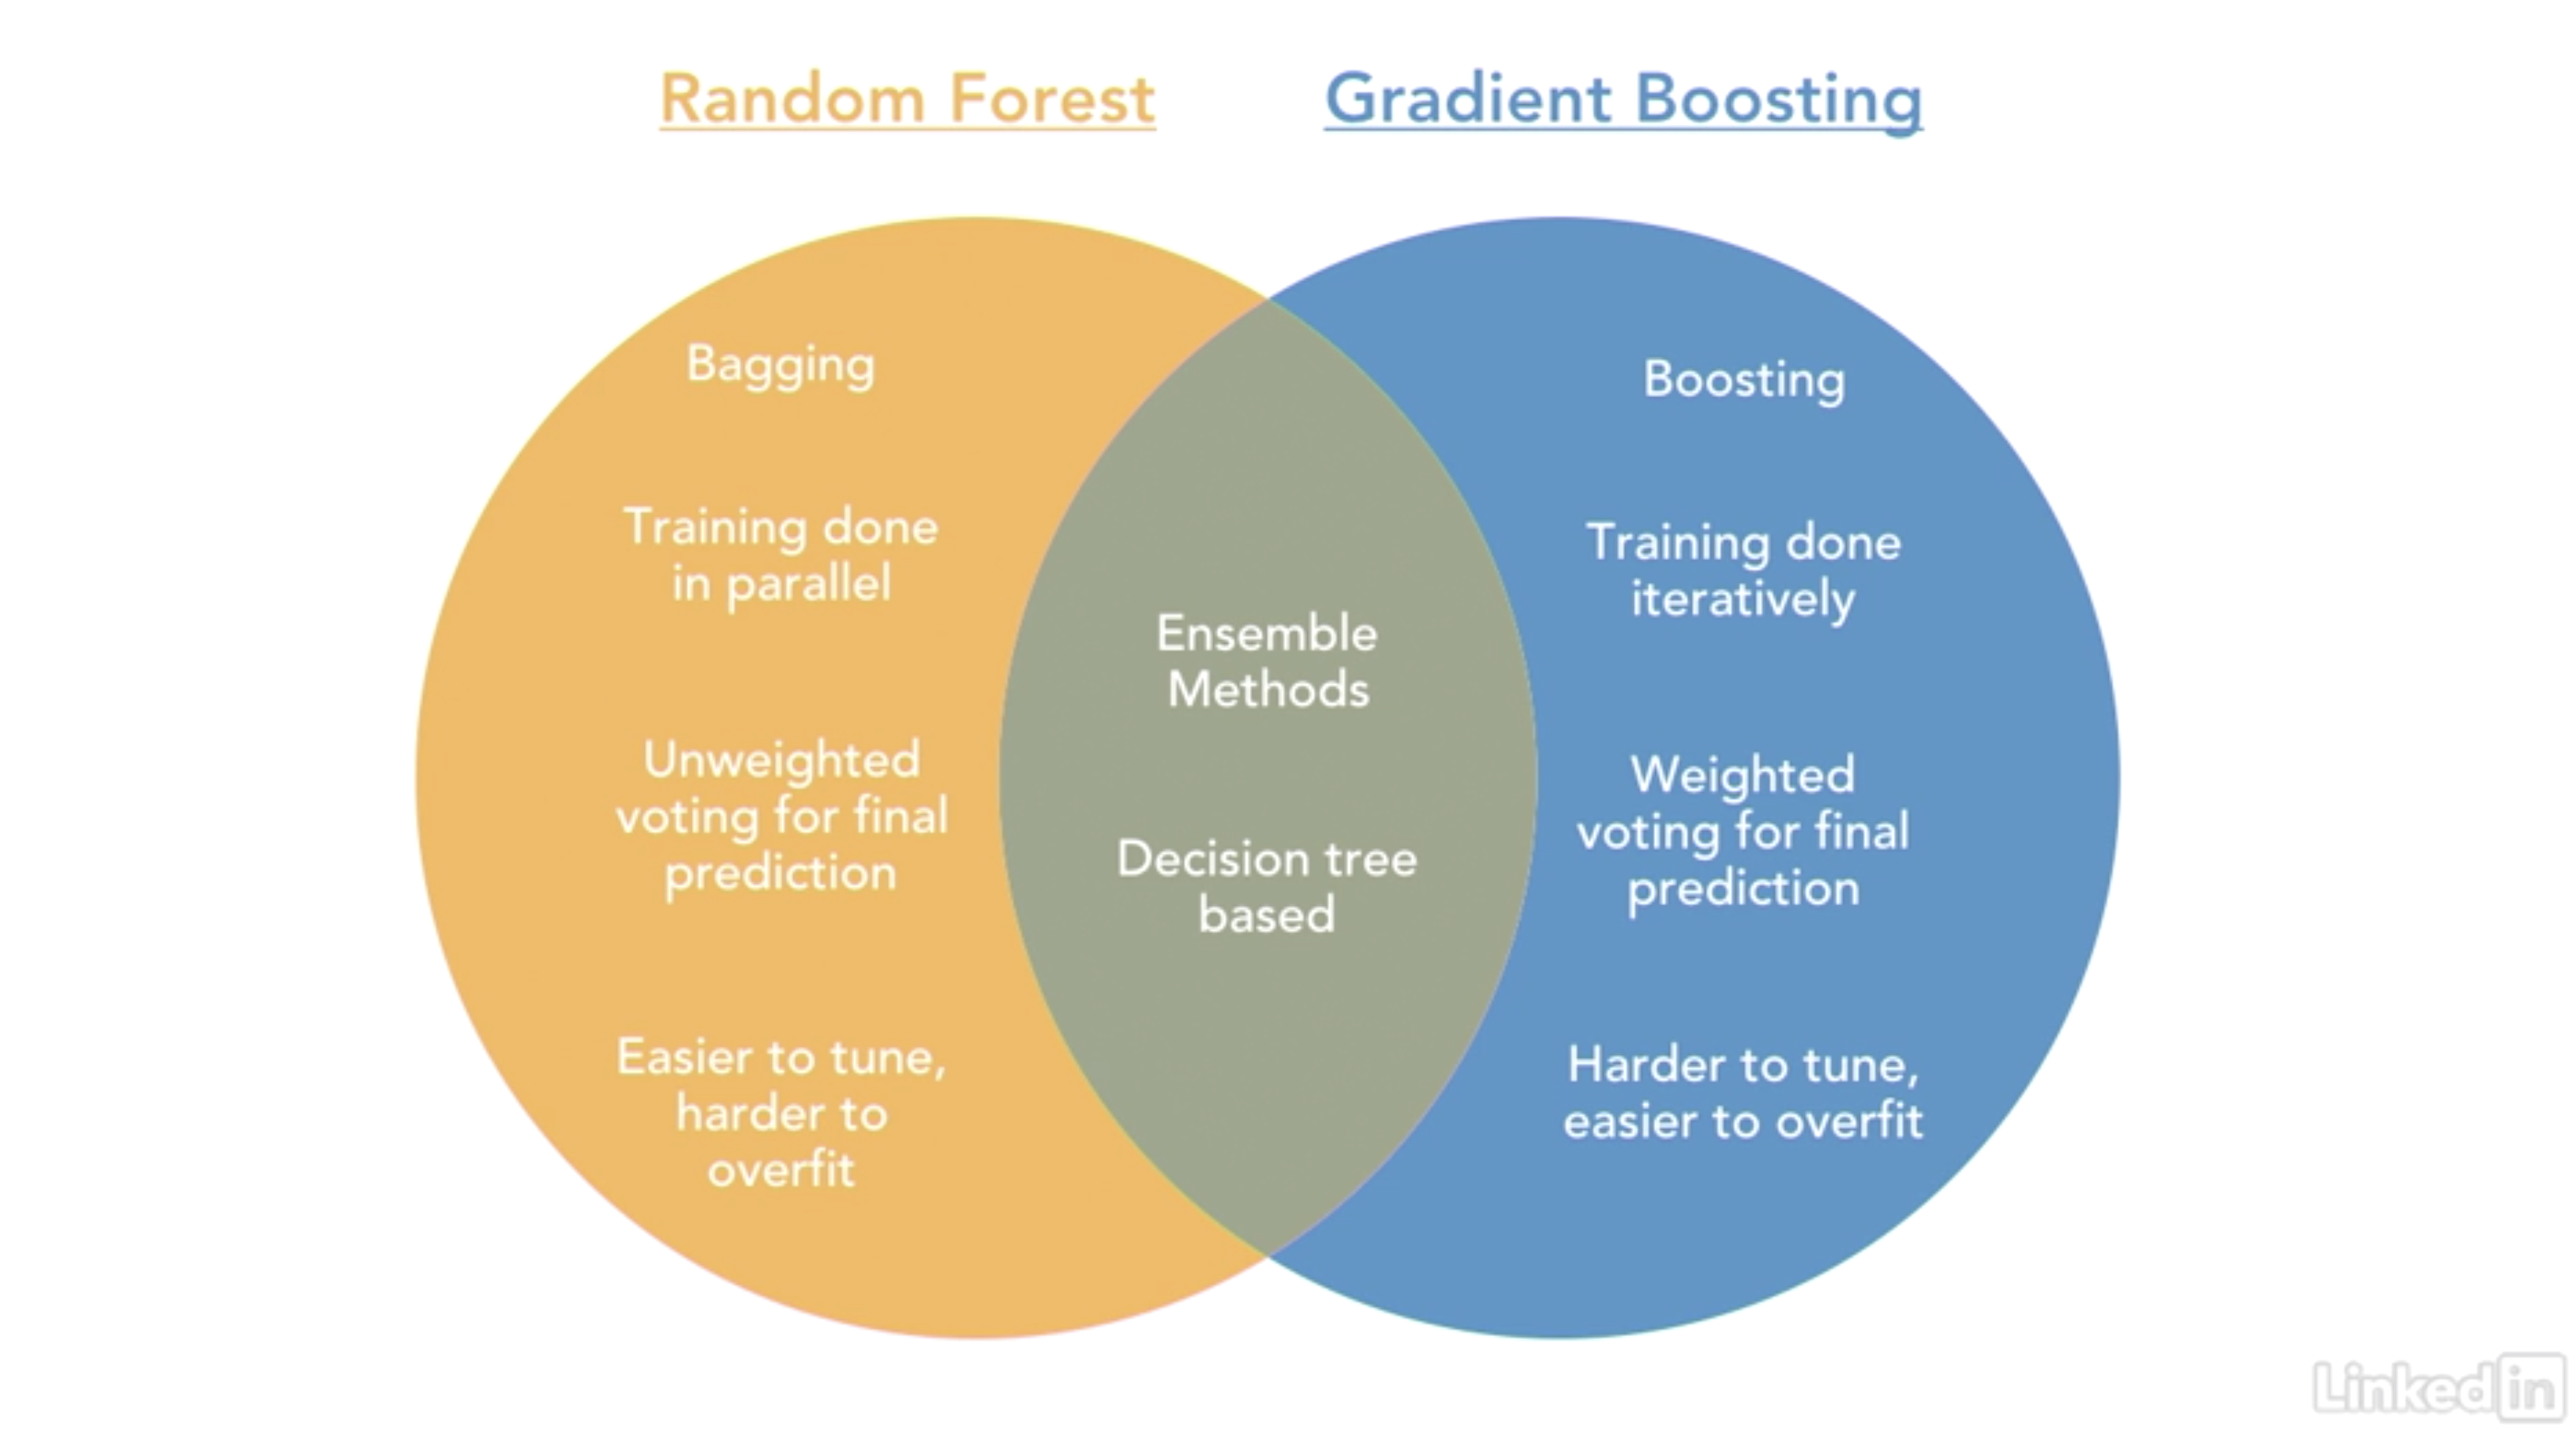 Random Forest
Gradient Boosting
Bagging
Training done
in parallel
Unweighted
voting for final
prediction
Easier to tune,
harder to
overfit
Ensemble
Methods
Decision tree
based
Boosting
Training done
iteratively
Weighted
voting for final
prediction
Harder to tune,
easier to overfit
Linked in